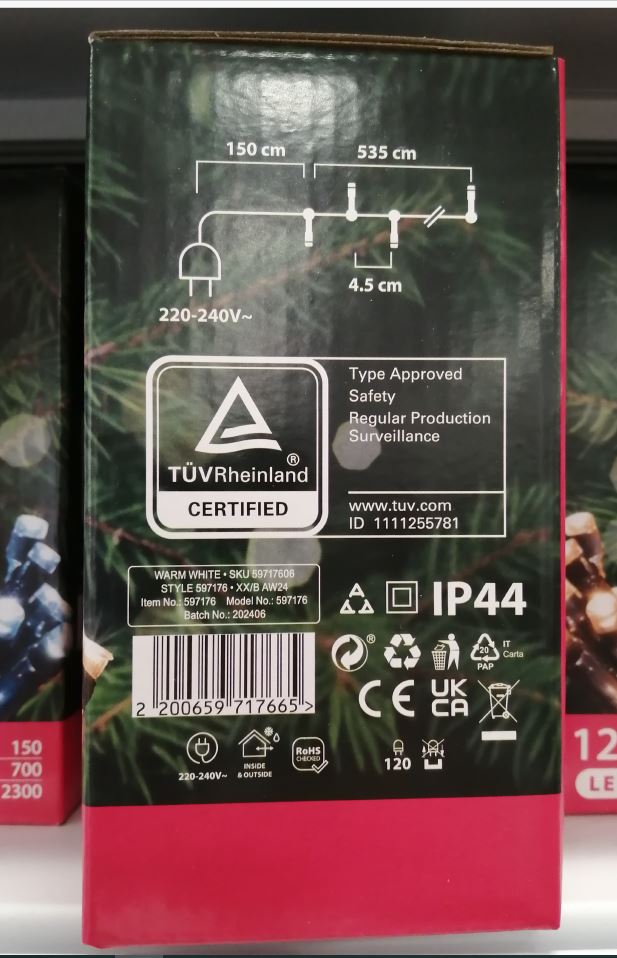 150 cm
535 cm
4.5 cm
220-240V~
Type Approved
Safety
Regular Production
Surveillance
TÜVRheinland®
CERTIFIED
www.tuv.com
ID 1111255781
WARM WHITE • SKU 59717606
STYLE 597176 • XX/B AW24
Item No.: 597176 Model No.: 597176
Batch No.: 202406
IP44
®
20
PAP
IT
Carta
2 200659 717665 >
CE
UK
CA
220-240V~
INSIDE
& OUTSIDE
RoHS
CHECKED
120
150
700
2300
12
LE